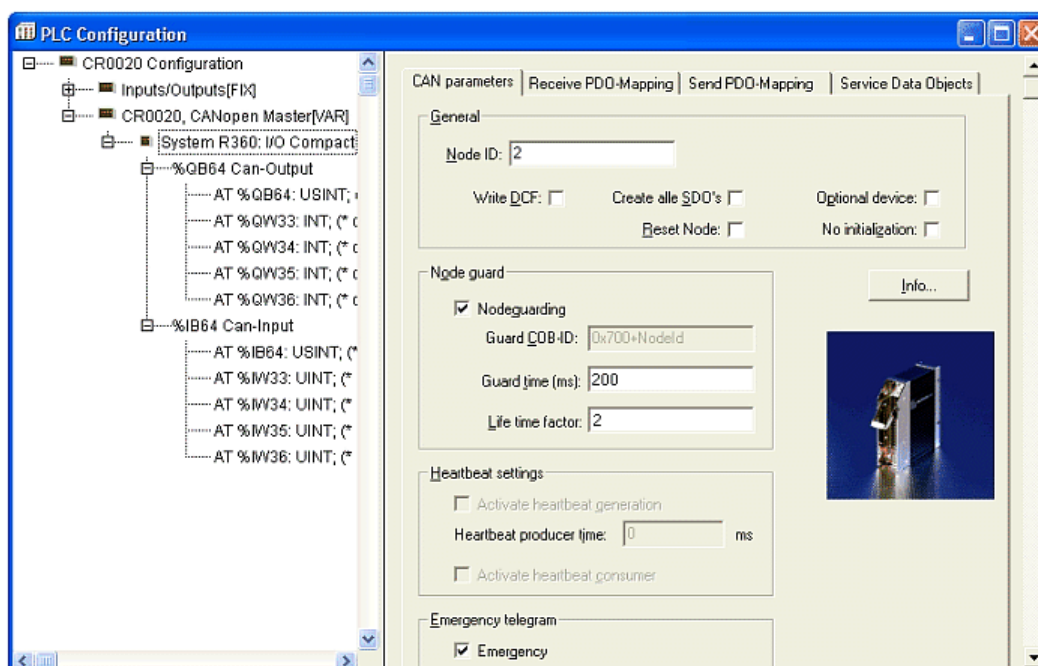 PLC Configuration
CR0020 Configuration
Inputs/Outputs[FIX]
CR0020, CANopen Master[VAR]
System R360: I/O Compact
%QB64 Can-Output
AT %QB64: USINT;
AT %QW33: INT; (*
AT %QW34: INT; (*
AT %QW35: INT; (*
AT %QW36: INT; (*
%IB64 Can-Input
AT %IB64: USINT; (*
AT %IW33: UINT; (*
AT %IW34: UINT; (*
AT %IW35: UINT; (*
AT %IW36: UINT; (*
CAN parameters Receive PDO-Mapping Send PDO-Mapping Service Data Objects
General
Node ID: 2
Write DCF: Create alle SDO's Optional device:
Reset Node: No initialization:
Node guard
Info...
Nodeguarding
Guard COB-ID: 0x700+NodeId
Guard time (ms): 200
Life time factor: 2
Heartbeat settings
Activate heartbeat generation
Heartbeat producer time: 0 ms
Activate heartbeat consumer
Emergency telegram
Emergency